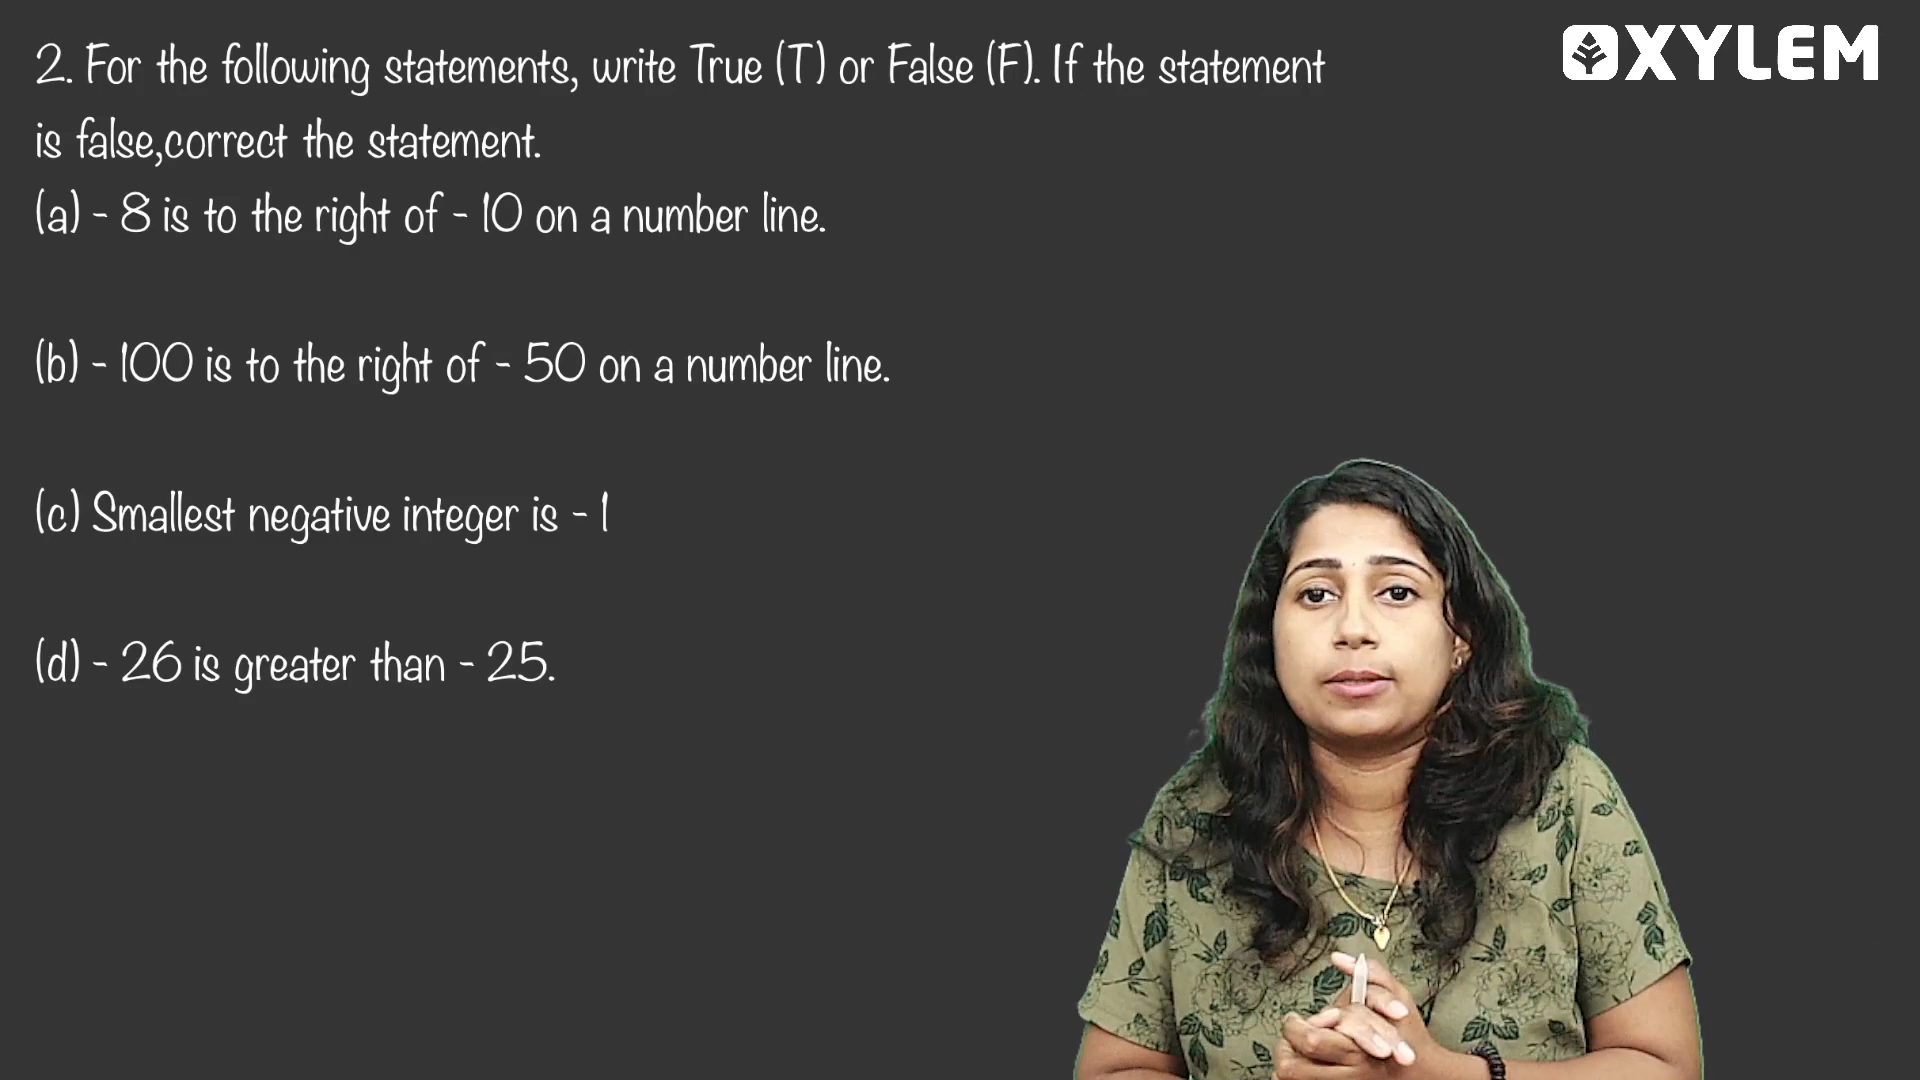 2. For the following statements, write True (T) or False (F). If the statement
is false,correct the statement.
(a) - 8 is to the right of - 10 on a number line.
(b) - 100 is to the right of - 50 on a number line.
(c) Smallest negative integer is - 1
(d) - 26 is greater than - 25.
XYLEM